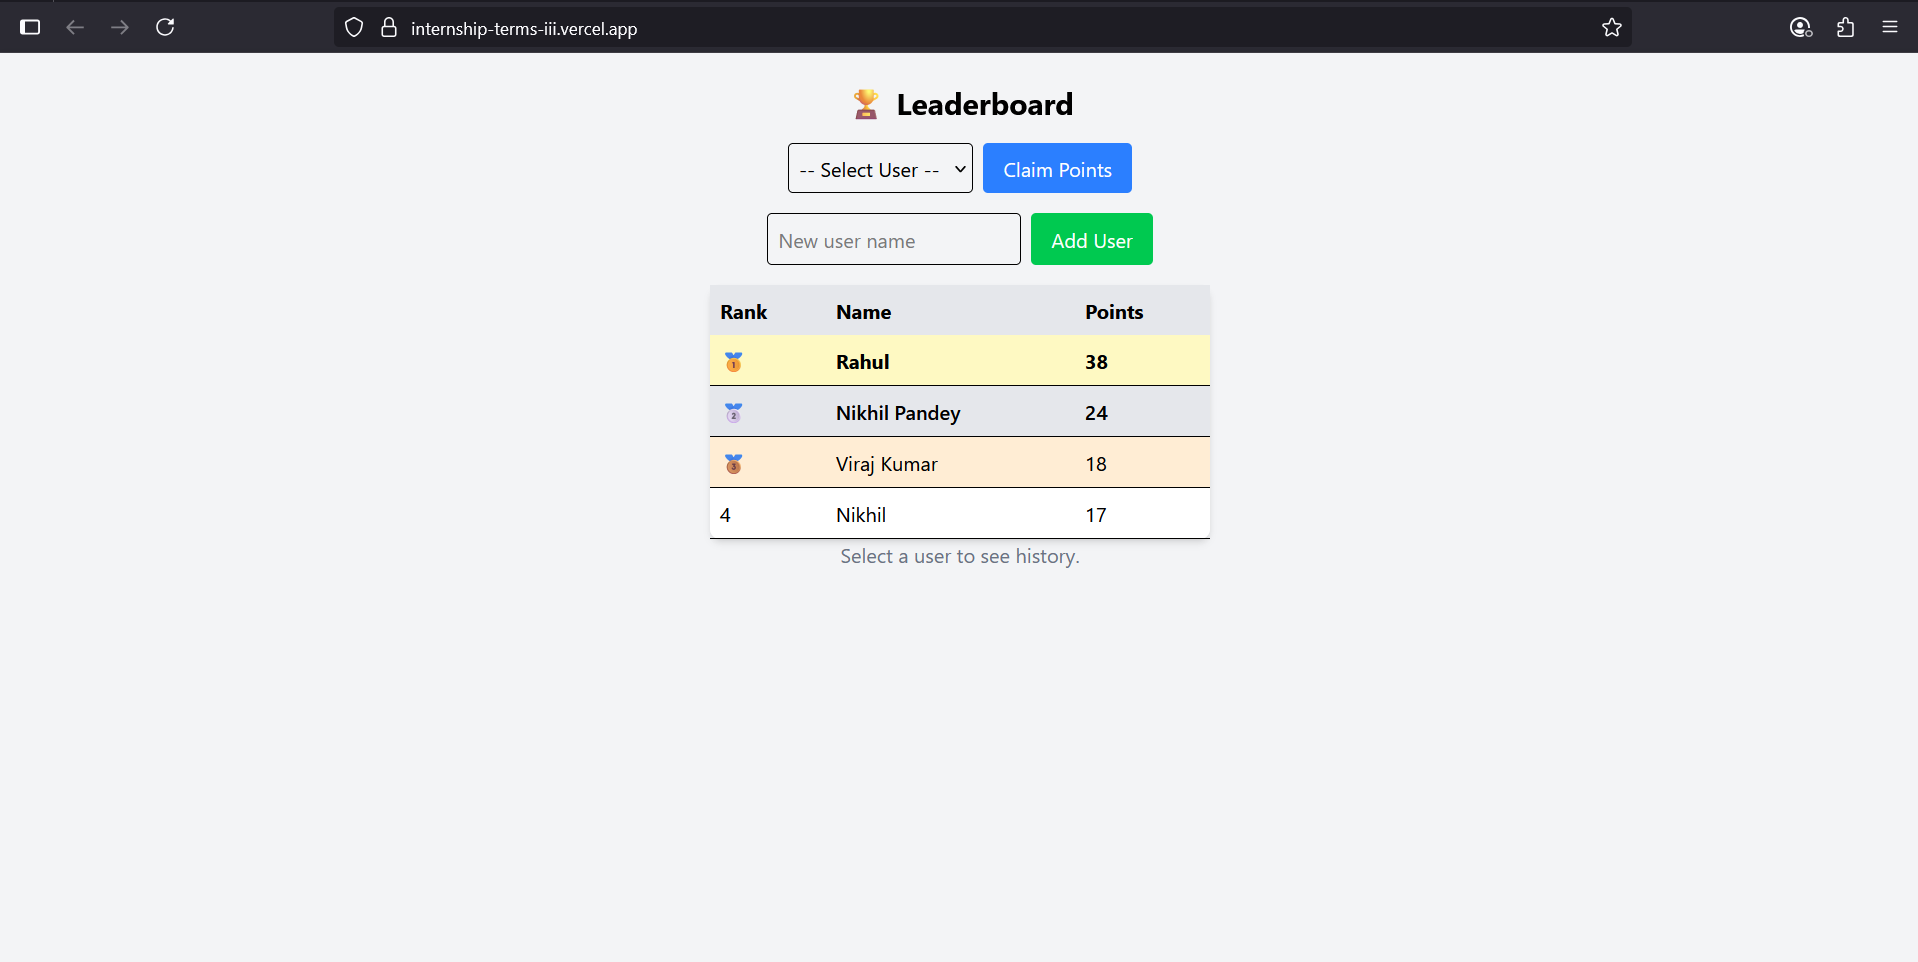 internship-terms-iii.vercel.app
🏆 Leaderboard
-- Select User -- Claim Points
New user name Add User
Rank Name Points
🥇 Rahul 38
🥈 Nikhil Pandey 24
🥉 Viraj Kumar 18
4 Nikhil 17
Select a user to see history.